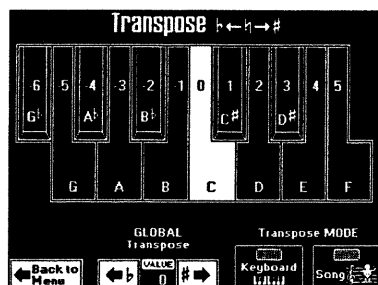 Transpose ♭←♮→♯
-6 -5 -4 -3 -2 -1 0 1 2 3 4 5
G♭ A♭ B♭ C♯ D♯
G A B C D E F
GLOBAL Transpose MODE
Transpose
←Back to Menu ←♭ VALUE 0 ♯→ Keyboard Song